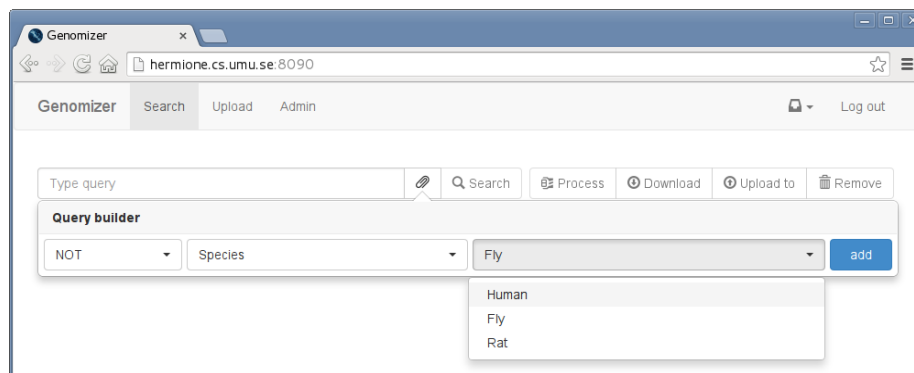 Genomizer
hermione.cs.umu.se:8090
Genomizer Search Upload Admin Log out
Type query Search Process Download Upload to Remove
Query builder
NOT Species Fly add
Human
Fly
Rat